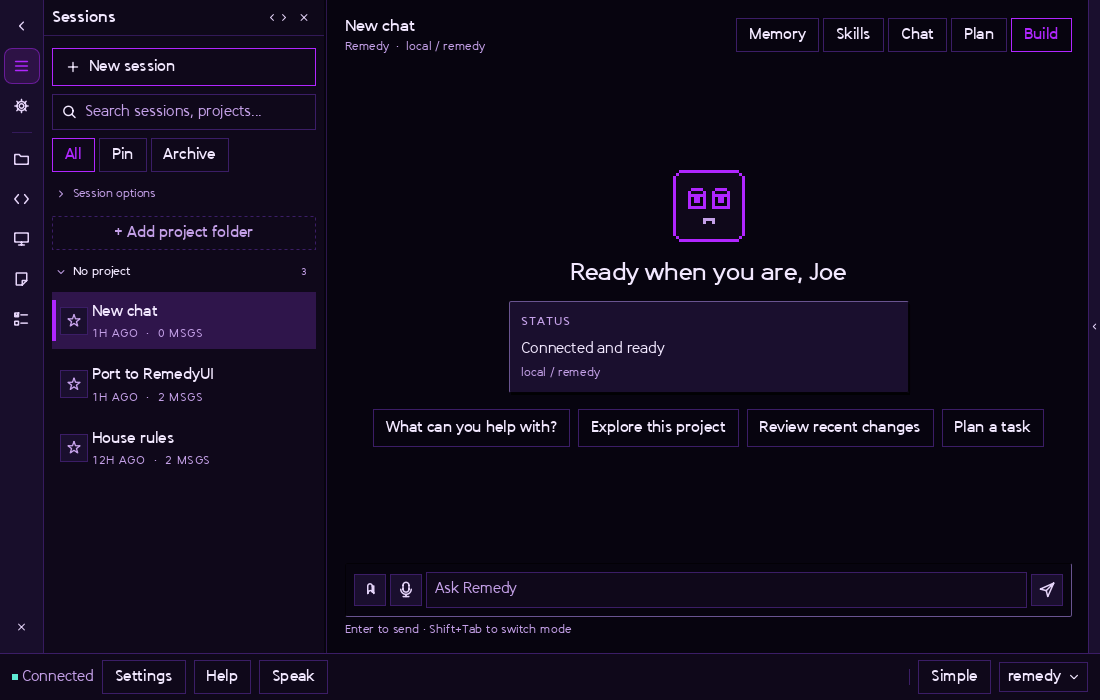 Sessions
New session
Search sessions, projects...
All Pin Archive
Session options
+ Add project folder
No project 3
New chat
1H AGO · 0 MSGS
Port to RemedyUI
1H AGO · 2 MSGS
House rules
12H AGO · 2 MSGS
New chat
Remedy · local / remedy
Memory Skills Chat Plan Build
Ready when you are, Joe
STATUS
Connected and ready
local / remedy
What can you help with? Explore this project Review recent changes Plan a task
Ask Remedy
Enter to send · Shift+Tab to switch mode
Connected Settings Help Speak Simple remedy